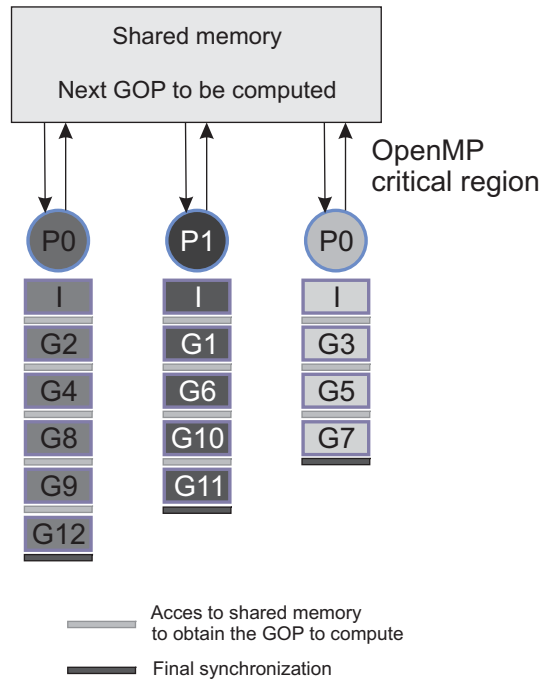 Shared memory
Next GOP to be computed
OpenMP
critical region
P0
P1
P0
I
G2
G4
G8
G9
G12
I
G1
G6
G10
G11
I
G3
G5
G7
Acces to shared memory
to obtain the GOP to compute
Final synchronization